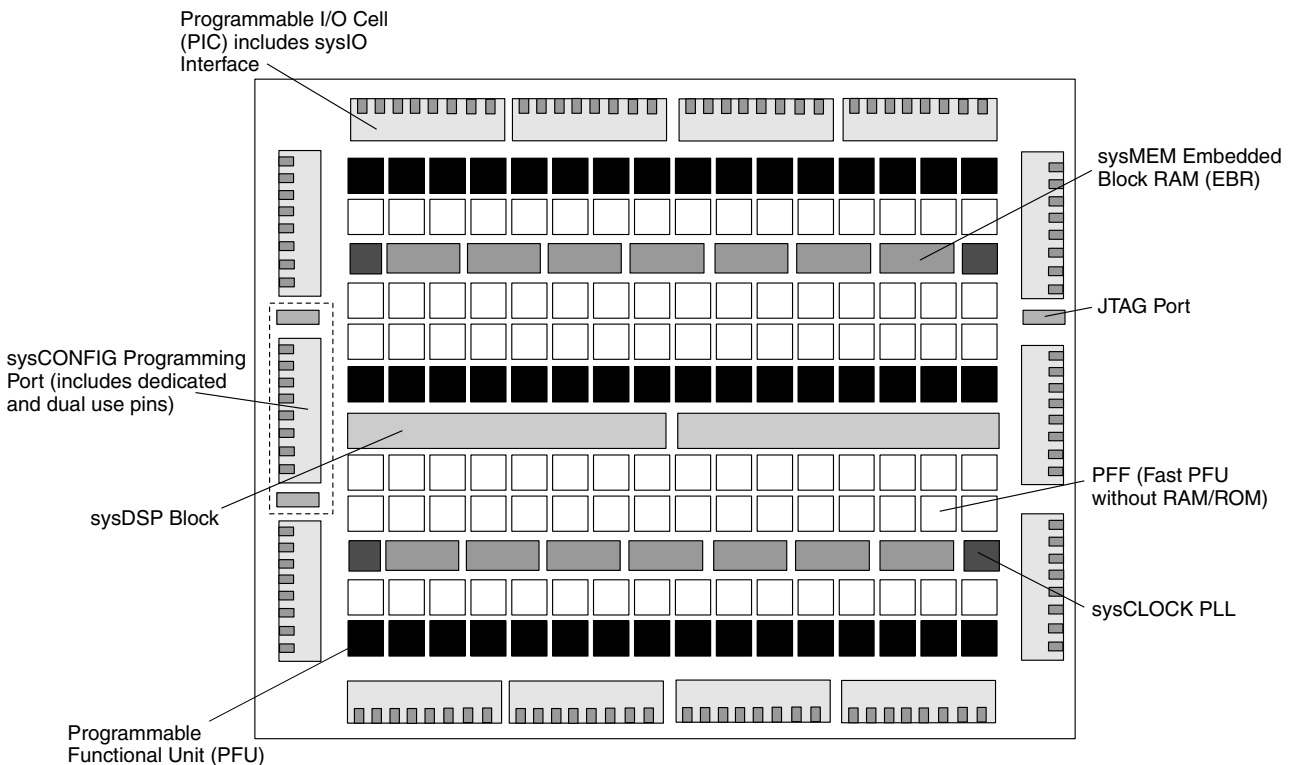 Programmable I/O Cell
(PIC) includes sysIO
Interface
sysMEM Embedded
Block RAM (EBR)
JTAG Port
sysCONFIG Programming
Port (includes dedicated
and dual use pins)
PFF (Fast PFU
without RAM/ROM)
sysDSP Block
sysCLOCK PLL
Programmable
Functional Unit (PFU)